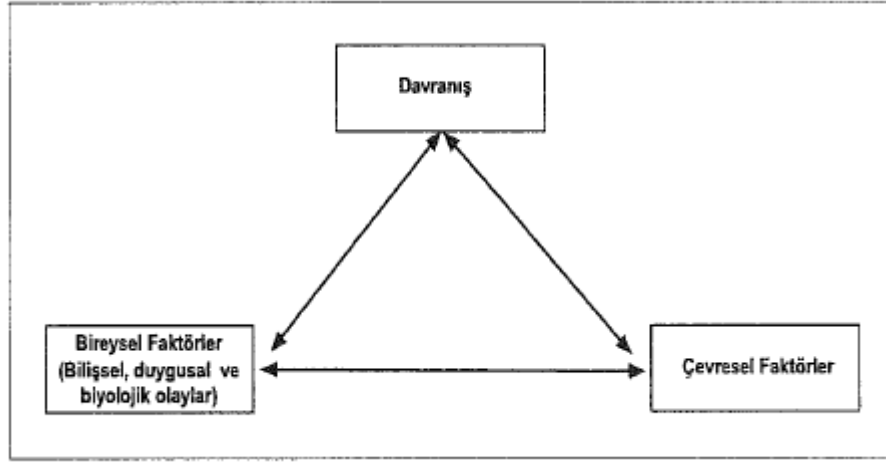 Davranış
Bireysel Faktörler
(Bilişsel, duygusal ve
biyolojik olaylar)
Çevresel Faktörler